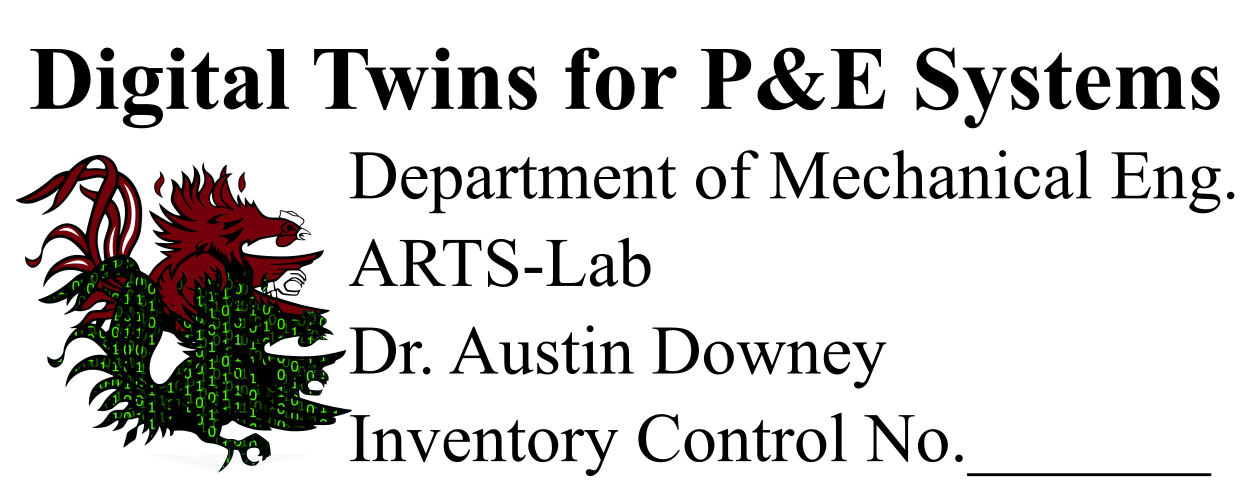 Digital Twins for P&E Systems
Department of Mechanical Eng.
ARTS-Lab
Dr. Austin Downey
Inventory Control No.________